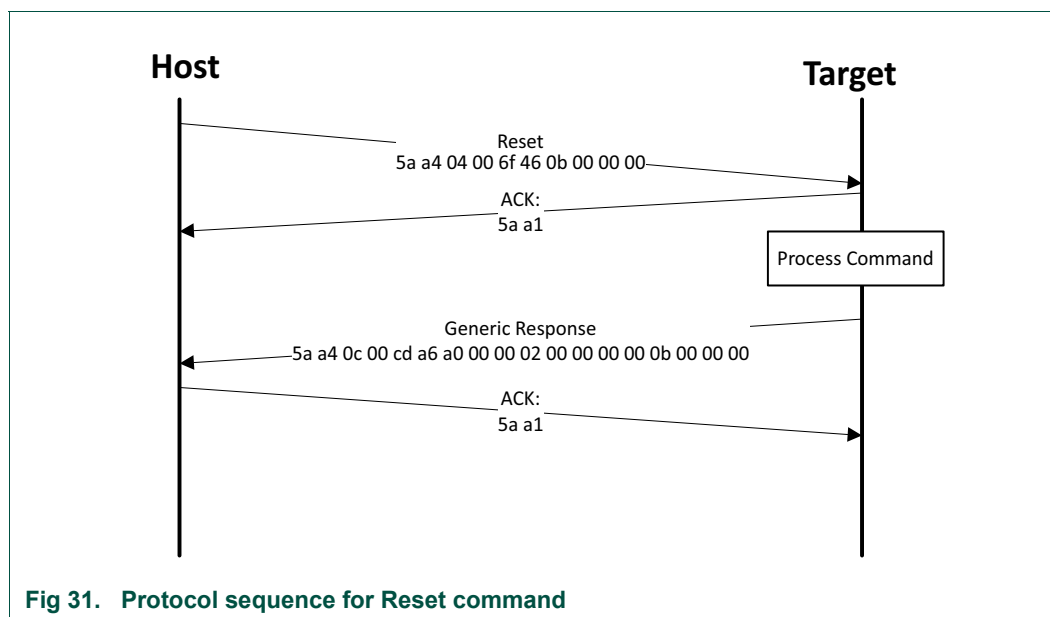 Host
Target
Reset
5a a4 04 00 6f 46 0b 00 00 00
ACK:
5a a1
Process Command
Generic Response
5a a4 0c 00 cd a6 a0 00 00 02 00 00 00 00 0b 00 00 00
ACK:
5a a1
Fig 31. Protocol sequence for Reset command